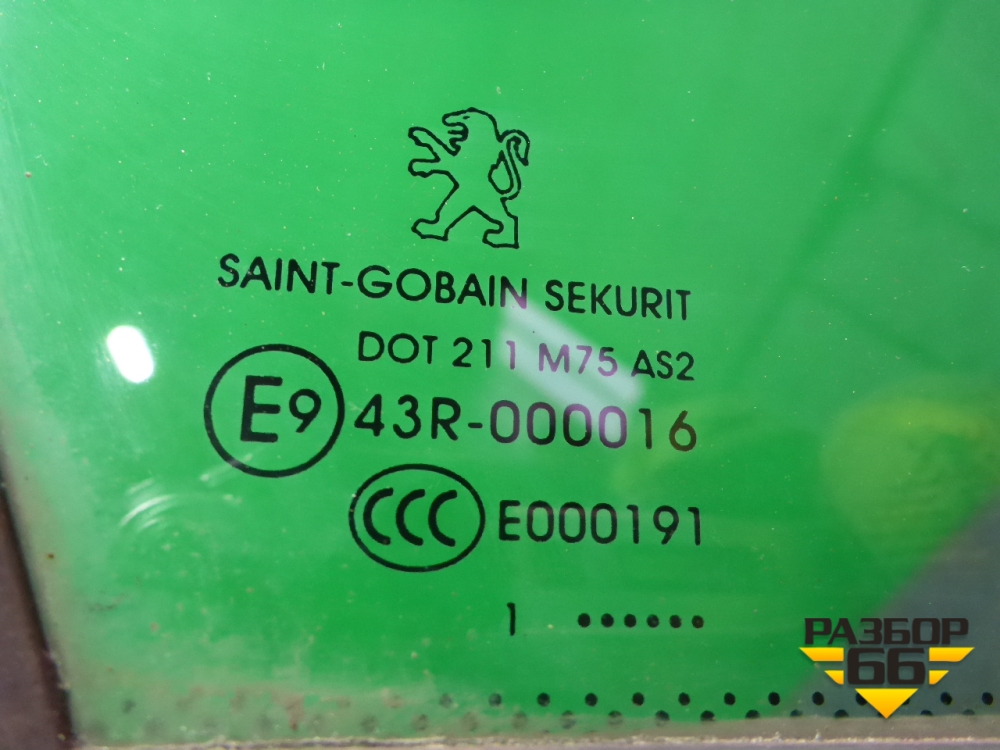 SAINT-GOBAIN SEKURIT
DOT 211 M75 AS2
E9 43R-000016
CCC E000191
1 ••••••
РАЗБОР
66